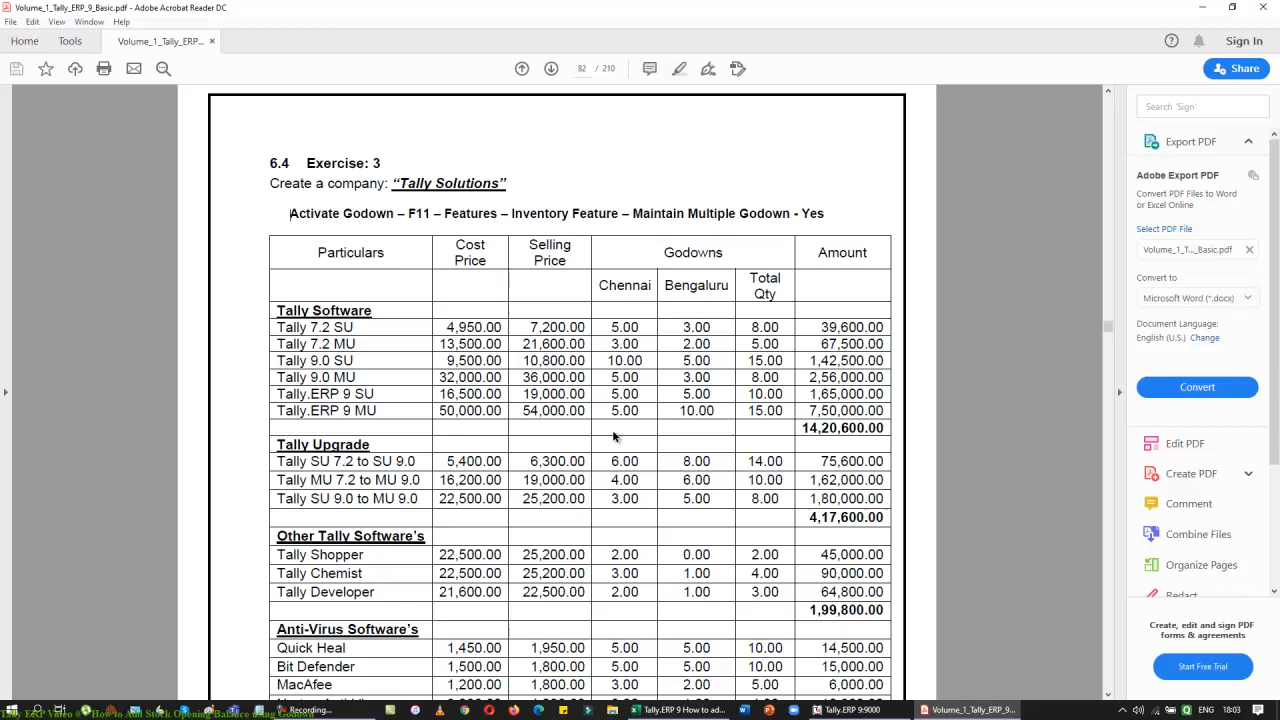 Volume_1_Tally_ERP_9_Basic.pdf - Adobe Acrobat Reader DC
File Edit View Window Help
Home Tools Volume_1_Tally_ERP... × Sign In
82 / 210 Share
6.4 Exercise: 3
Create a company: “Tally Solutions”
Activate Godown – F11 – Features – Inventory Feature – Maintain Multiple Godown - Yes
Particulars Cost Price Selling Price Godowns Amount
Chennai Bengaluru Total Qty
Tally Software
Tally 7.2 SU 4,950.00 7,200.00 5.00 3.00 8.00 39,600.00
Tally 7.2 MU 13,500.00 21,600.00 3.00 2.00 5.00 67,500.00
Tally 9.0 SU 9,500.00 10,800.00 10.00 5.00 15.00 1,42,500.00
Tally 9.0 MU 32,000.00 36,000.00 5.00 3.00 8.00 2,56,000.00
Tally.ERP 9 SU 16,500.00 19,000.00 5.00 5.00 10.00 1,65,000.00
Tally.ERP 9 MU 50,000.00 54,000.00 5.00 10.00 15.00 7,50,000.00
14,20,600.00
Tally Upgrade
Tally SU 7.2 to SU 9.0 5,400.00 6,300.00 6.00 8.00 14.00 75,600.00
Tally MU 7.2 to MU 9.0 16,200.00 19,000.00 4.00 6.00 10.00 1,62,000.00
Tally SU 9.0 to MU 9.0 22,500.00 25,200.00 3.00 5.00 8.00 1,80,000.00
4,17,600.00
Other Tally Software's
Tally Shopper 22,500.00 25,200.00 2.00 0.00 2.00 45,000.00
Tally Chemist 22,500.00 25,200.00 3.00 1.00 4.00 90,000.00
Tally Developer 21,600.00 22,500.00 2.00 1.00 3.00 64,800.00
1,99,800.00
Anti-Virus Software's
Quick Heal 1,450.00 1,950.00 5.00 5.00 10.00 14,500.00
Bit Defender 1,500.00 1,800.00 5.00 5.00 10.00 15,000.00
MacAfee 1,200.00 1,800.00 3.00 2.00 5.00 6,000.00
Search 'Sign'
Export PDF
Adobe Export PDF
Convert PDF Files to Word
or Excel Online
Select PDF File
Volume_1_T..._Basic.pdf ×
Convert to
Microsoft Word (*.docx)
Document Language:
English (U.S.) Change
Convert
Edit PDF
Create PDF
Comment
Combine Files
Organize Pages
Redact
Create, edit and sign PDF
forms & agreements
Start Free Trial
Recording... Tally.ERP 9 How to ad... Tally.ERP 9:9000 Volume_1_Tally_ERP_9... 18:03
Tally ERP Video # - How to Add Stock Opening Balance using Godown